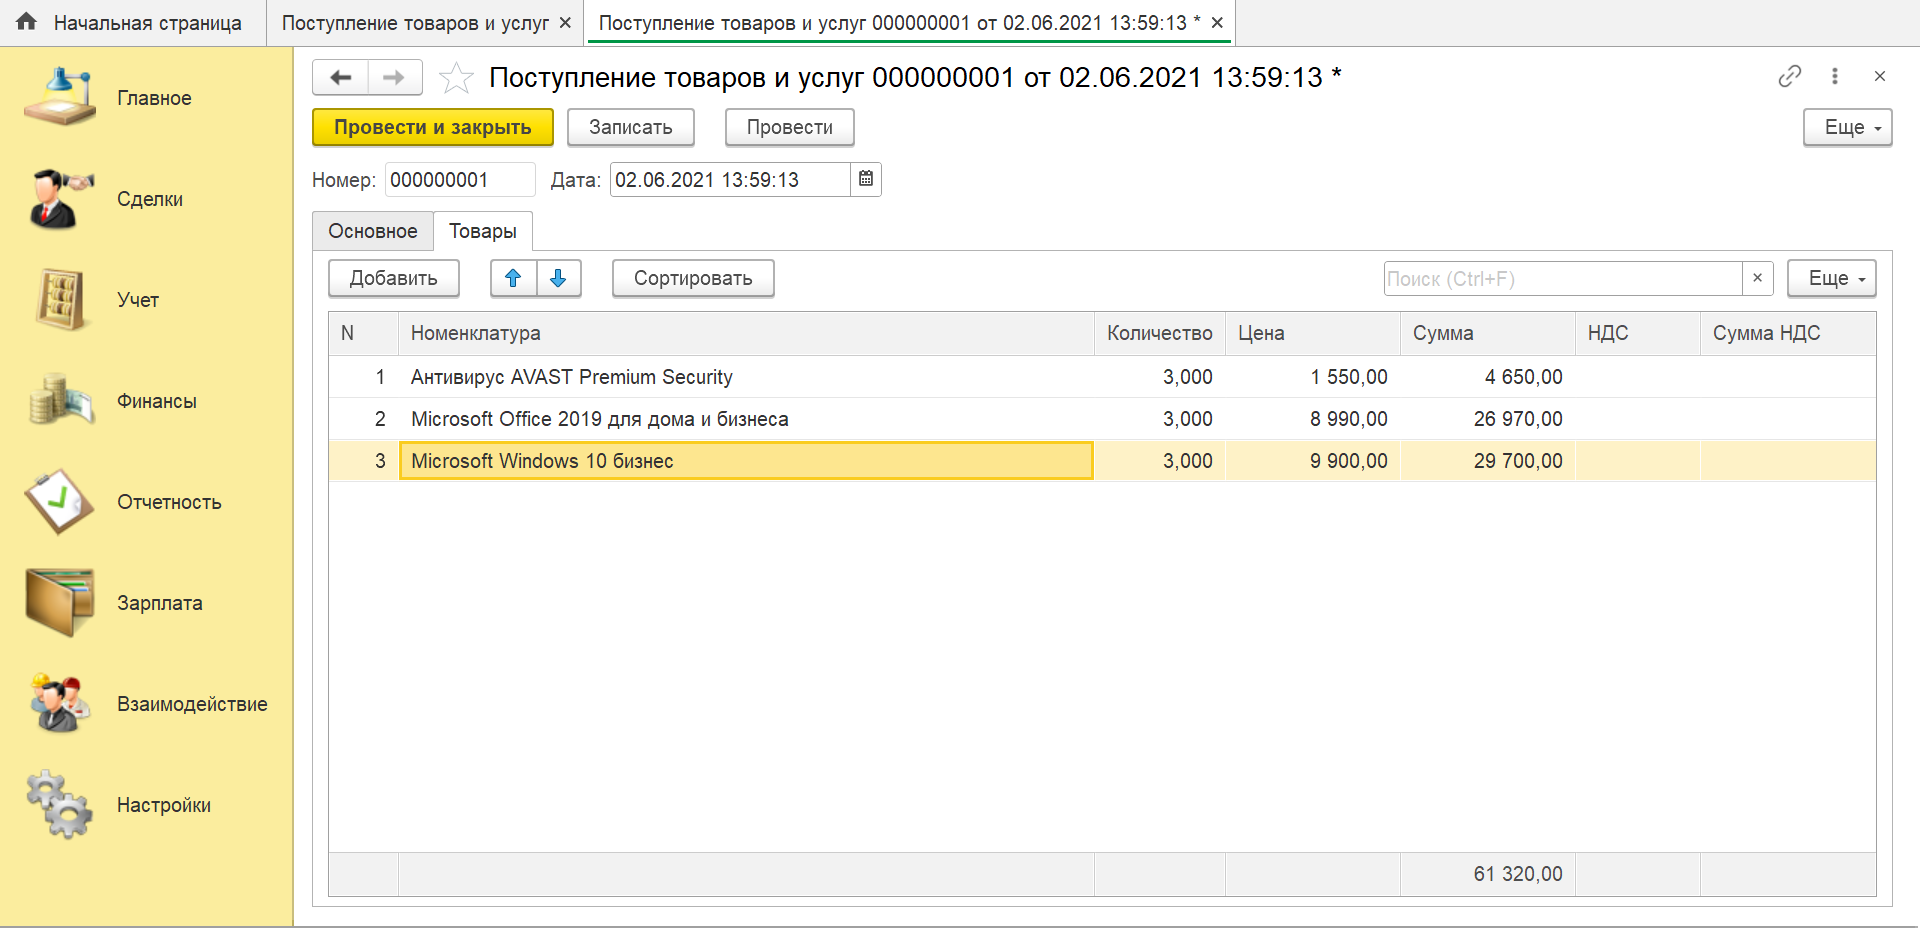 Начальная страница
Поступление товаров и услуг ×
Поступление товаров и услуг 000000001 от 02.06.2021 13:59:13 * ×
Главное
Сделки
Учет
Финансы
Отчетность
Зарплата
Взаимодействие
Настройки
Поступление товаров и услуг 000000001 от 02.06.2021 13:59:13 *
Провести и закрыть Записать Провести Еще
Номер: 000000001 Дата: 02.06.2021 13:59:13
Основное Товары
Добавить Сортировать Поиск (Ctrl+F) × Еще
N Номенклатура Количество Цена Сумма НДС Сумма НДС
1 Антивирус AVAST Premium Security 3,000 1 550,00 4 650,00
2 Microsoft Office 2019 для дома и бизнеса 3,000 8 990,00 26 970,00
3 Microsoft Windows 10 бизнес 3,000 9 900,00 29 700,00
61 320,00